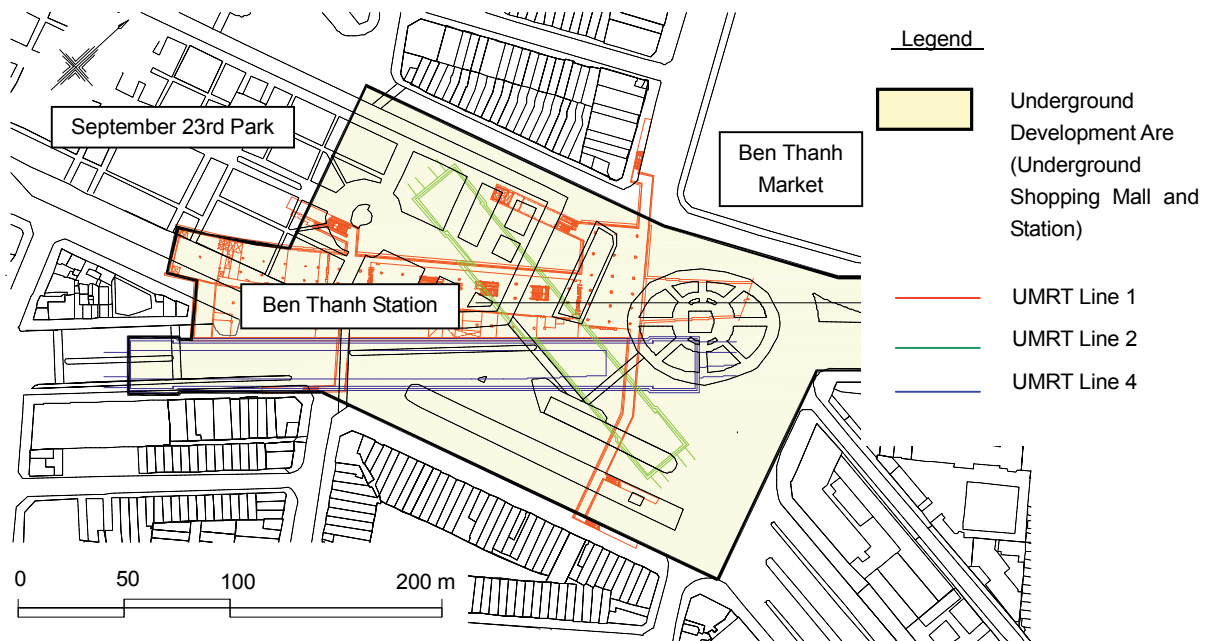 September 23rd Park
Ben Thanh
Market
Ben Thanh Station
Legend
Underground
Development Are
(Underground
Shopping Mall and
Station)
UMRT Line 1
UMRT Line 2
UMRT Line 4
0 50 100 200 m